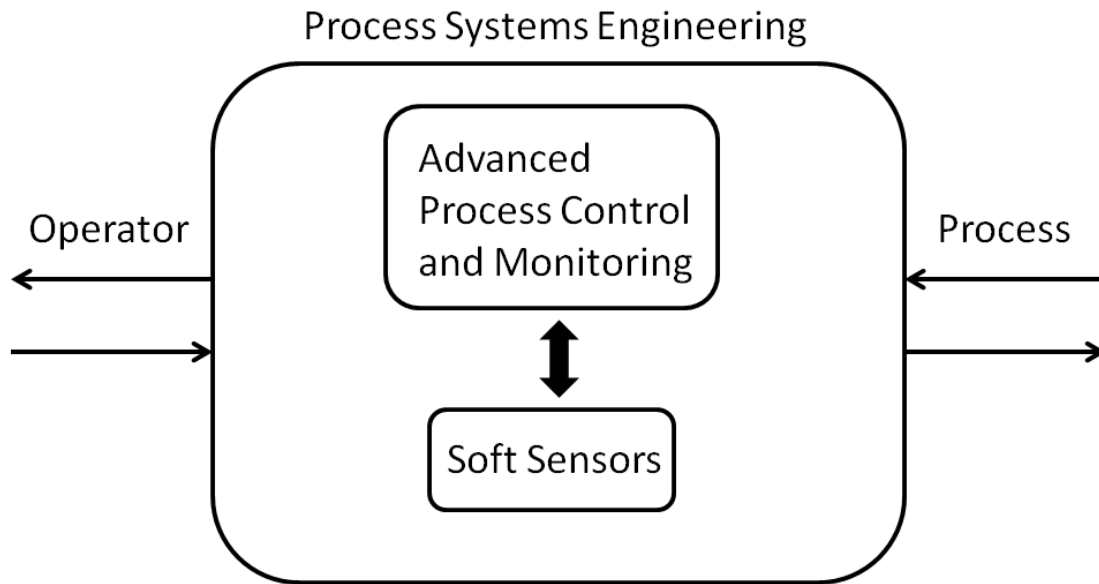 Process Systems Engineering
Advanced
Process Control
and Monitoring
Operator
Process
Soft Sensors